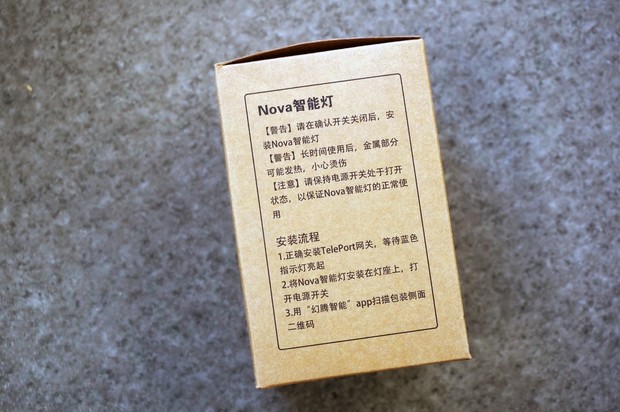 Nova智能灯
【警告】请在确认开关关闭后，安
装Nova智能灯
【警告】长时间使用后，金属部分
可能发热，小心烫伤
【注意】请保持电源开关处于打开
状态，以保证Nova智能灯的正常使
用
安装流程
1.正确安装TelePort网关，等待蓝色
指示灯亮起
2.将Nova智能灯安装在灯座上，打
开电源开关
3.用“幻腾智能”app扫描包装侧面
二维码